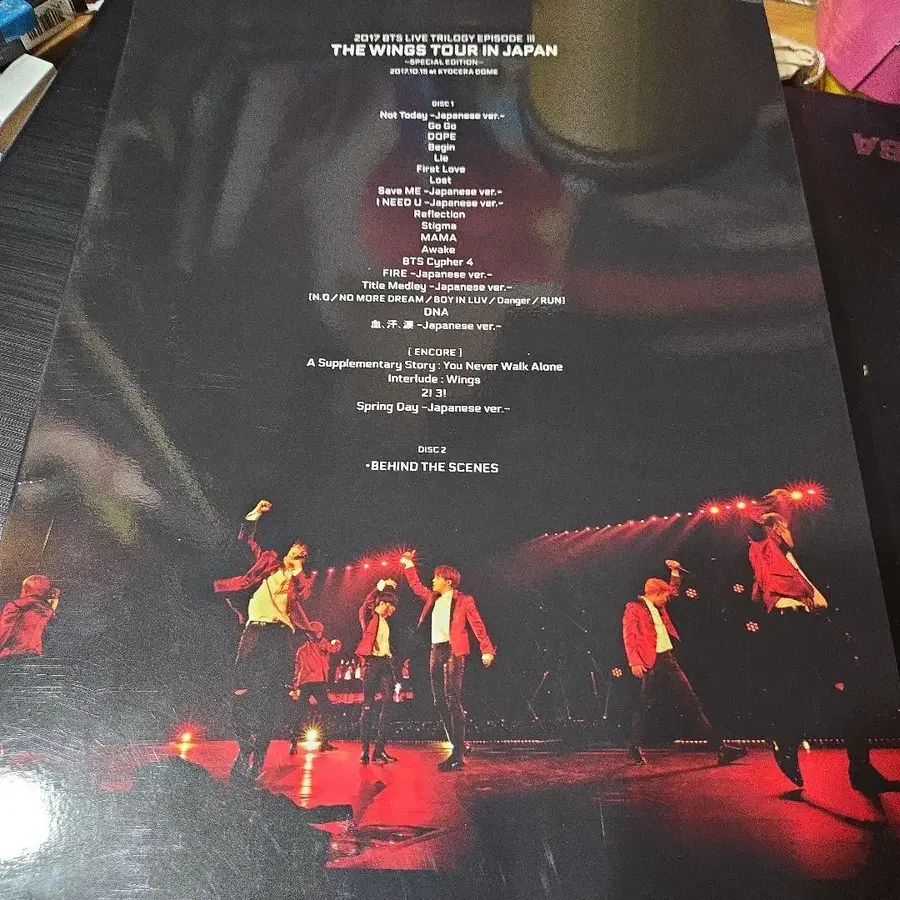 2017 BTS LIVE TRILOGY EPISODE III
THE WINGS TOUR IN JAPAN
~SPECIAL EDITION~
2017.10.15 at KYOCERA DOME
DISC 1
Not Today -Japanese ver.-
Go Go
DOPE
Begin
Lie
First Love
Lost
Save ME -Japanese ver.-
I NEED U -Japanese ver.-
Reflection
Stigma
MAMA
Awake
BTS Cypher 4
FIRE -Japanese ver.-
Title Medley -Japanese ver.-
[N.O/NO MORE DREAM/BOY IN LUV/Danger/RUN]
DNA
血、汗、涙 -Japanese ver.-
[ENCORE]
A Supplementary Story : You Never Walk Alone
Interlude : Wings
2! 3!
Spring Day -Japanese ver.-
DISC 2
•BEHIND THE SCENES